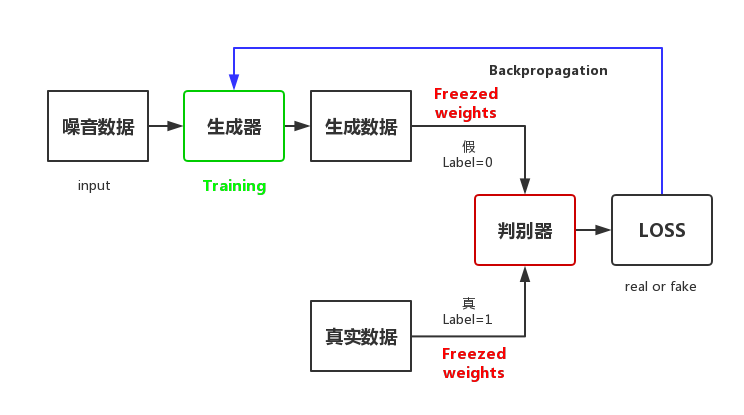 Backpropagation
噪音数据
生成器
生成数据
Freezed
weights
假
Label=0
input
Training
判别器
LOSS
real or fake
真
Label=1
真实数据
Freezed
weights